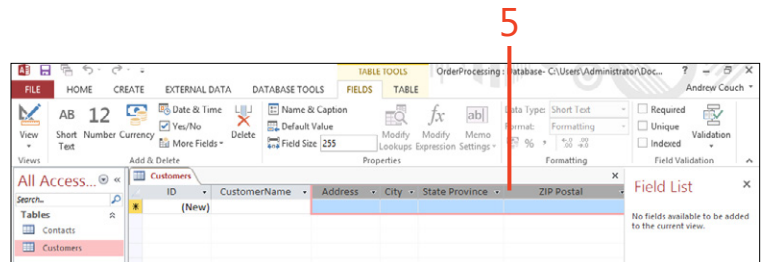 5
TABLE TOOLS OrderProcessing : Database- C:\Users\Administrator\Doc... ?
FILE HOME CREATE EXTERNAL DATA DATABASE TOOLS FIELDS TABLE Andrew Couch
View AB Short Text 12 Number Currency Date & Time Yes/No More Fields Delete Name & Caption Default Value Field Size 255 Modify Lookups fx Modify Expression ab| Memo Settings Data Type: Short Text Format: Formatting % , Required Unique Indexed Validation
Views Add & Delete Properties Formatting Field Validation
All Access... « Customers × Field List ×
ID CustomerName Address City State Province ZIP Postal
Search...
(New)
Tables
Contacts
Customers
No fields available to be added
to the current view.